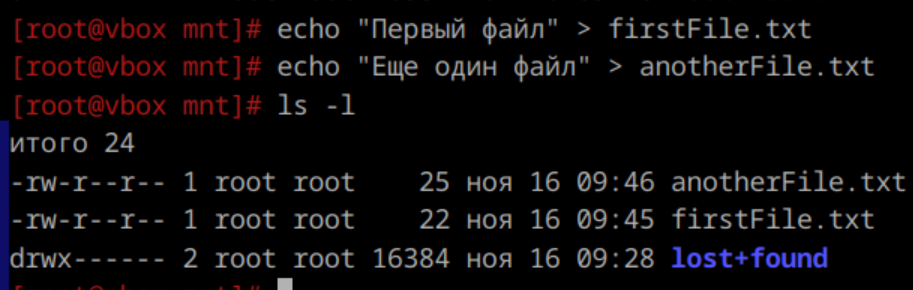 [root@vbox mnt]# echo "Первый файл" > firstFile.txt
[root@vbox mnt]# echo "Еще один файл" > anotherFile.txt
[root@vbox mnt]# ls -l
итого 24
-rw-r--r-- 1 root root    25 ноя 16 09:46 anotherFile.txt
-rw-r--r-- 1 root root    22 ноя 16 09:45 firstFile.txt
drwx------ 2 root root 16384 ноя 16 09:28 lost+found